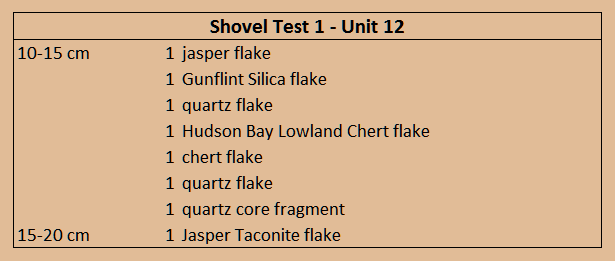 Shovel Test 1 - Unit 12
10-15 cm 1 jasper flake
1 Gunflint Silica flake
1 quartz flake
1 Hudson Bay Lowland Chert flake
1 chert flake
1 quartz flake
1 quartz core fragment
15-20 cm 1 Jasper Taconite flake